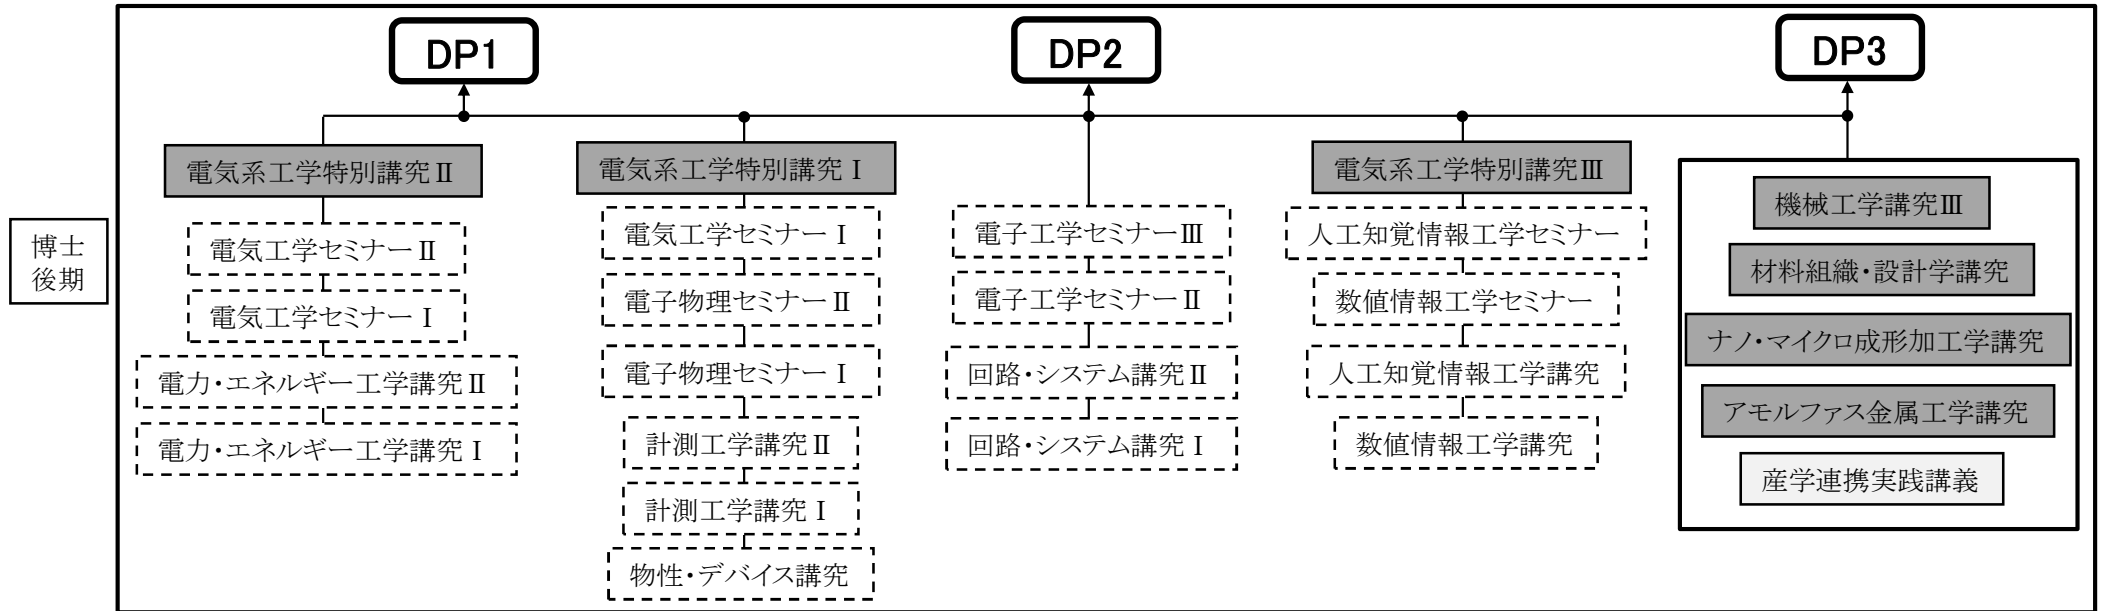 DP1
DP2
DP3
博士
後期
電気系工学特別講究Ⅱ
電気工学セミナーⅡ
電気工学セミナーⅠ
電力・エネルギー工学講究Ⅱ
電力・エネルギー工学講究Ⅰ
電気系工学特別講究Ⅰ
電気工学セミナーⅠ
電子物理セミナーⅡ
電子物理セミナーⅠ
計測工学講究Ⅱ
計測工学講究Ⅰ
物性・デバイス講究
電子工学セミナーⅢ
電子工学セミナーⅡ
回路・システム講究Ⅱ
回路・システム講究Ⅰ
電気系工学特別講究Ⅲ
人工知覚情報工学セミナー
数値情報工学セミナー
人工知覚情報工学講究
数値情報工学講究
機械工学講究Ⅲ
材料組織・設計学講究
ナノ・マイクロ成形加工学講究
アモルファス金属工学講究
産学連携実践講義